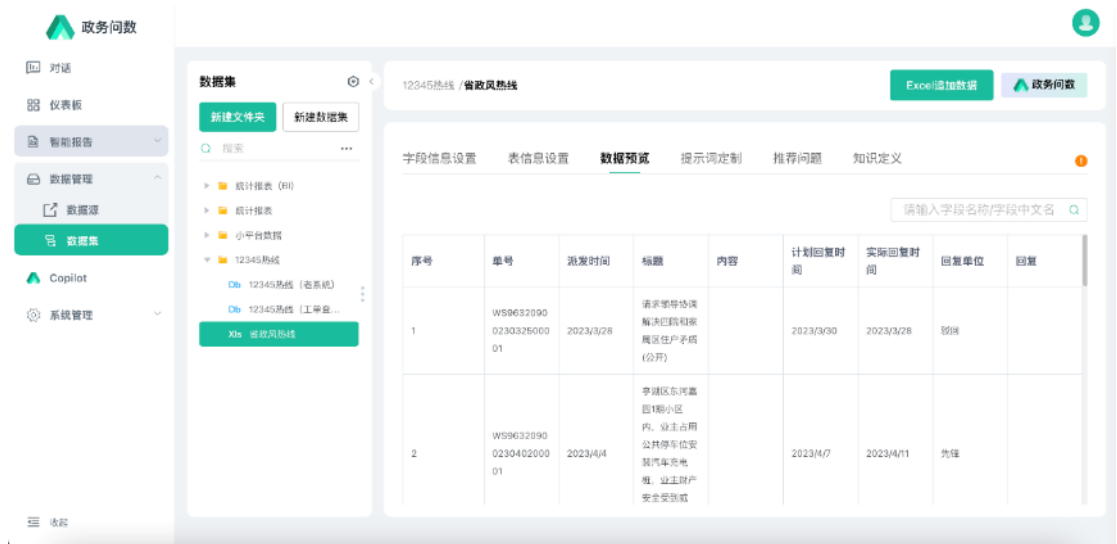 政务问数
对话
仪表板
智能报告
数据管理
数据源
数据集
Copilot
系统管理
收起
数据集
新建文件夹
新建数据集
搜索
统计报表（BI）
统计报表
小平台数据
12345热线
Db 12345热线（老系统）
Db 12345热线（工单查...
Xls 省政风热线
12345热线 /省政风热线
Excel追加数据
政务问数
字段信息设置 表信息设置 数据预览 提示词定制 推荐问题 知识定义
请输入字段名称/字段中文名
序号 单号 派发时间 标题 内容 计划回复时间 实际回复时间 回复单位 回复
1
WS9632090
0230325000
01
2023/3/28
请求领导协调
解决四院和家
属区住户矛盾
(公开)
2023/3/30
2023/3/28
驳回
2
WS9632090
0230402000
01
2023/4/4
亭湖区东河嘉
园1期小区
内，业主占用
公共停车位安
装汽车充电
桩，业主财产
安全受到威
2023/4/7
2023/4/11
先锋